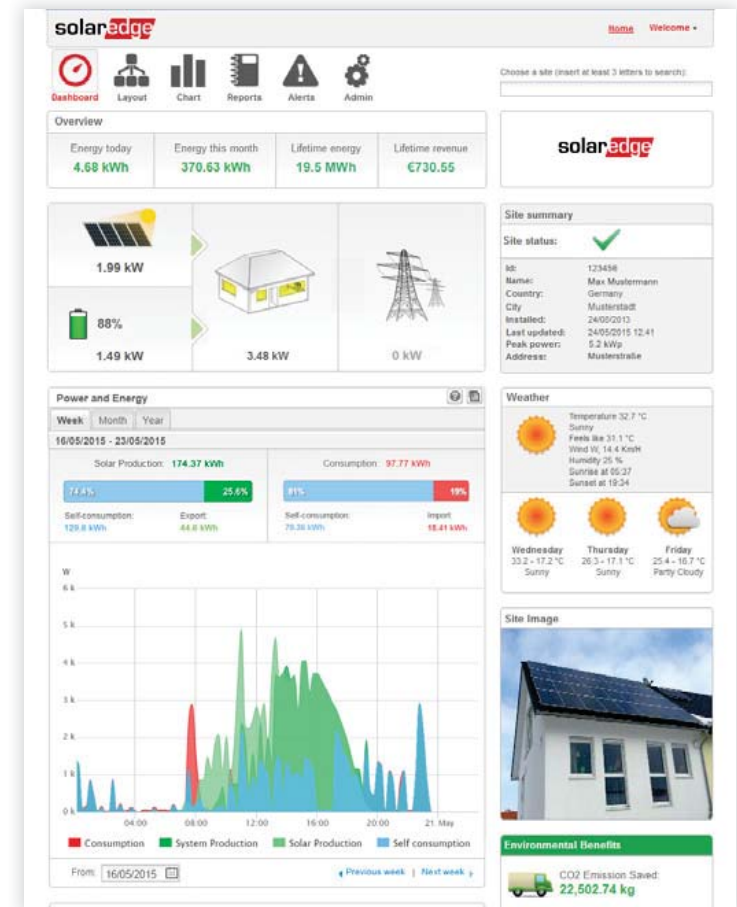 solaredge
Home Welcome
Dashboard Layout Chart Reports Alerts Admin
Choose a site (insert at least 3 letters to search):
Overview
Energy today Energy this month Lifetime energy Lifetime revenue
4.68 kWh 370.63 kWh 19.5 MWh €730.55
solaredge
1.99 kW
88%
1.49 kW 3.48 kW 0 kW
Site summary
Site status:
Id: 123456
Name: Max Mustermann
Country: Germany
City Musterstadt
Installed: 24/05/2013
Last updated: 24/05/2015 12.41
Peak power: 5.2 kWp
Address: Musterstraße
Power and Energy
Week Month Year
16/05/2015 - 23/05/2015
Solar Production: 174.37 kWh Consumption: 97.77 kWh
74.4% 25.6% 81% 19%
Self-consumption: Export: Self-consumption: Import:
129.8 kWh 44.6 kWh 79.36 kWh 18.41 kWh
W
6 k
5 k
4 k
3 k
2 k
1 k
0 k
04:00 08:00 12:00 16:00 20:00 21. May
Consumption System Production Solar Production Self consumption
From: 16/05/2015 Previous week | Next week
Weather
Temperature 32.7 °C
Sunny
Feels like 31.1 °C
Wind W, 14.4 Km/H
Humidity 25 %
Sunrise at 05:37
Sunset at 19:34
Wednesday Thursday Friday
33.2 - 17.2 °C 26.3 - 17.1 °C 25.4 - 16.7 °C
Sunny Sunny Partly Cloudy
Site Image
Environmental Benefits
CO2 Emission Saved:
22,502.74 kg